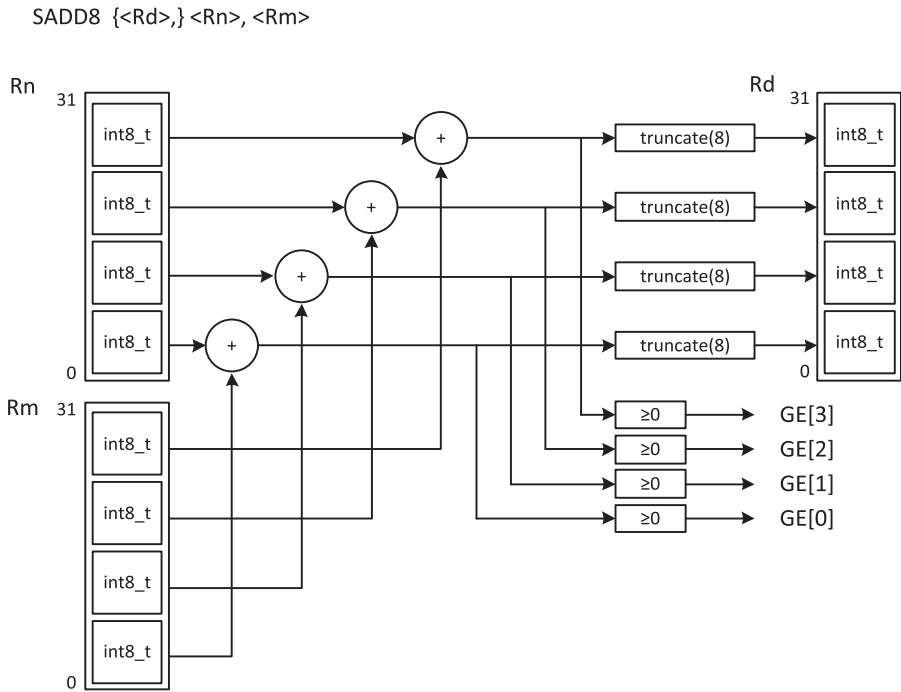 SADD8 {<Rd>,} <Rn>, <Rm>
Rn
31
int8_t
int8_t
int8_t
int8_t
0
Rm
31
int8_t
int8_t
int8_t
int8_t
0
+
+
+
+
truncate(8)
truncate(8)
truncate(8)
truncate(8)
Rd
31
int8_t
int8_t
int8_t
int8_t
0
≥0 GE[3]
≥0 GE[2]
≥0 GE[1]
≥0 GE[0]